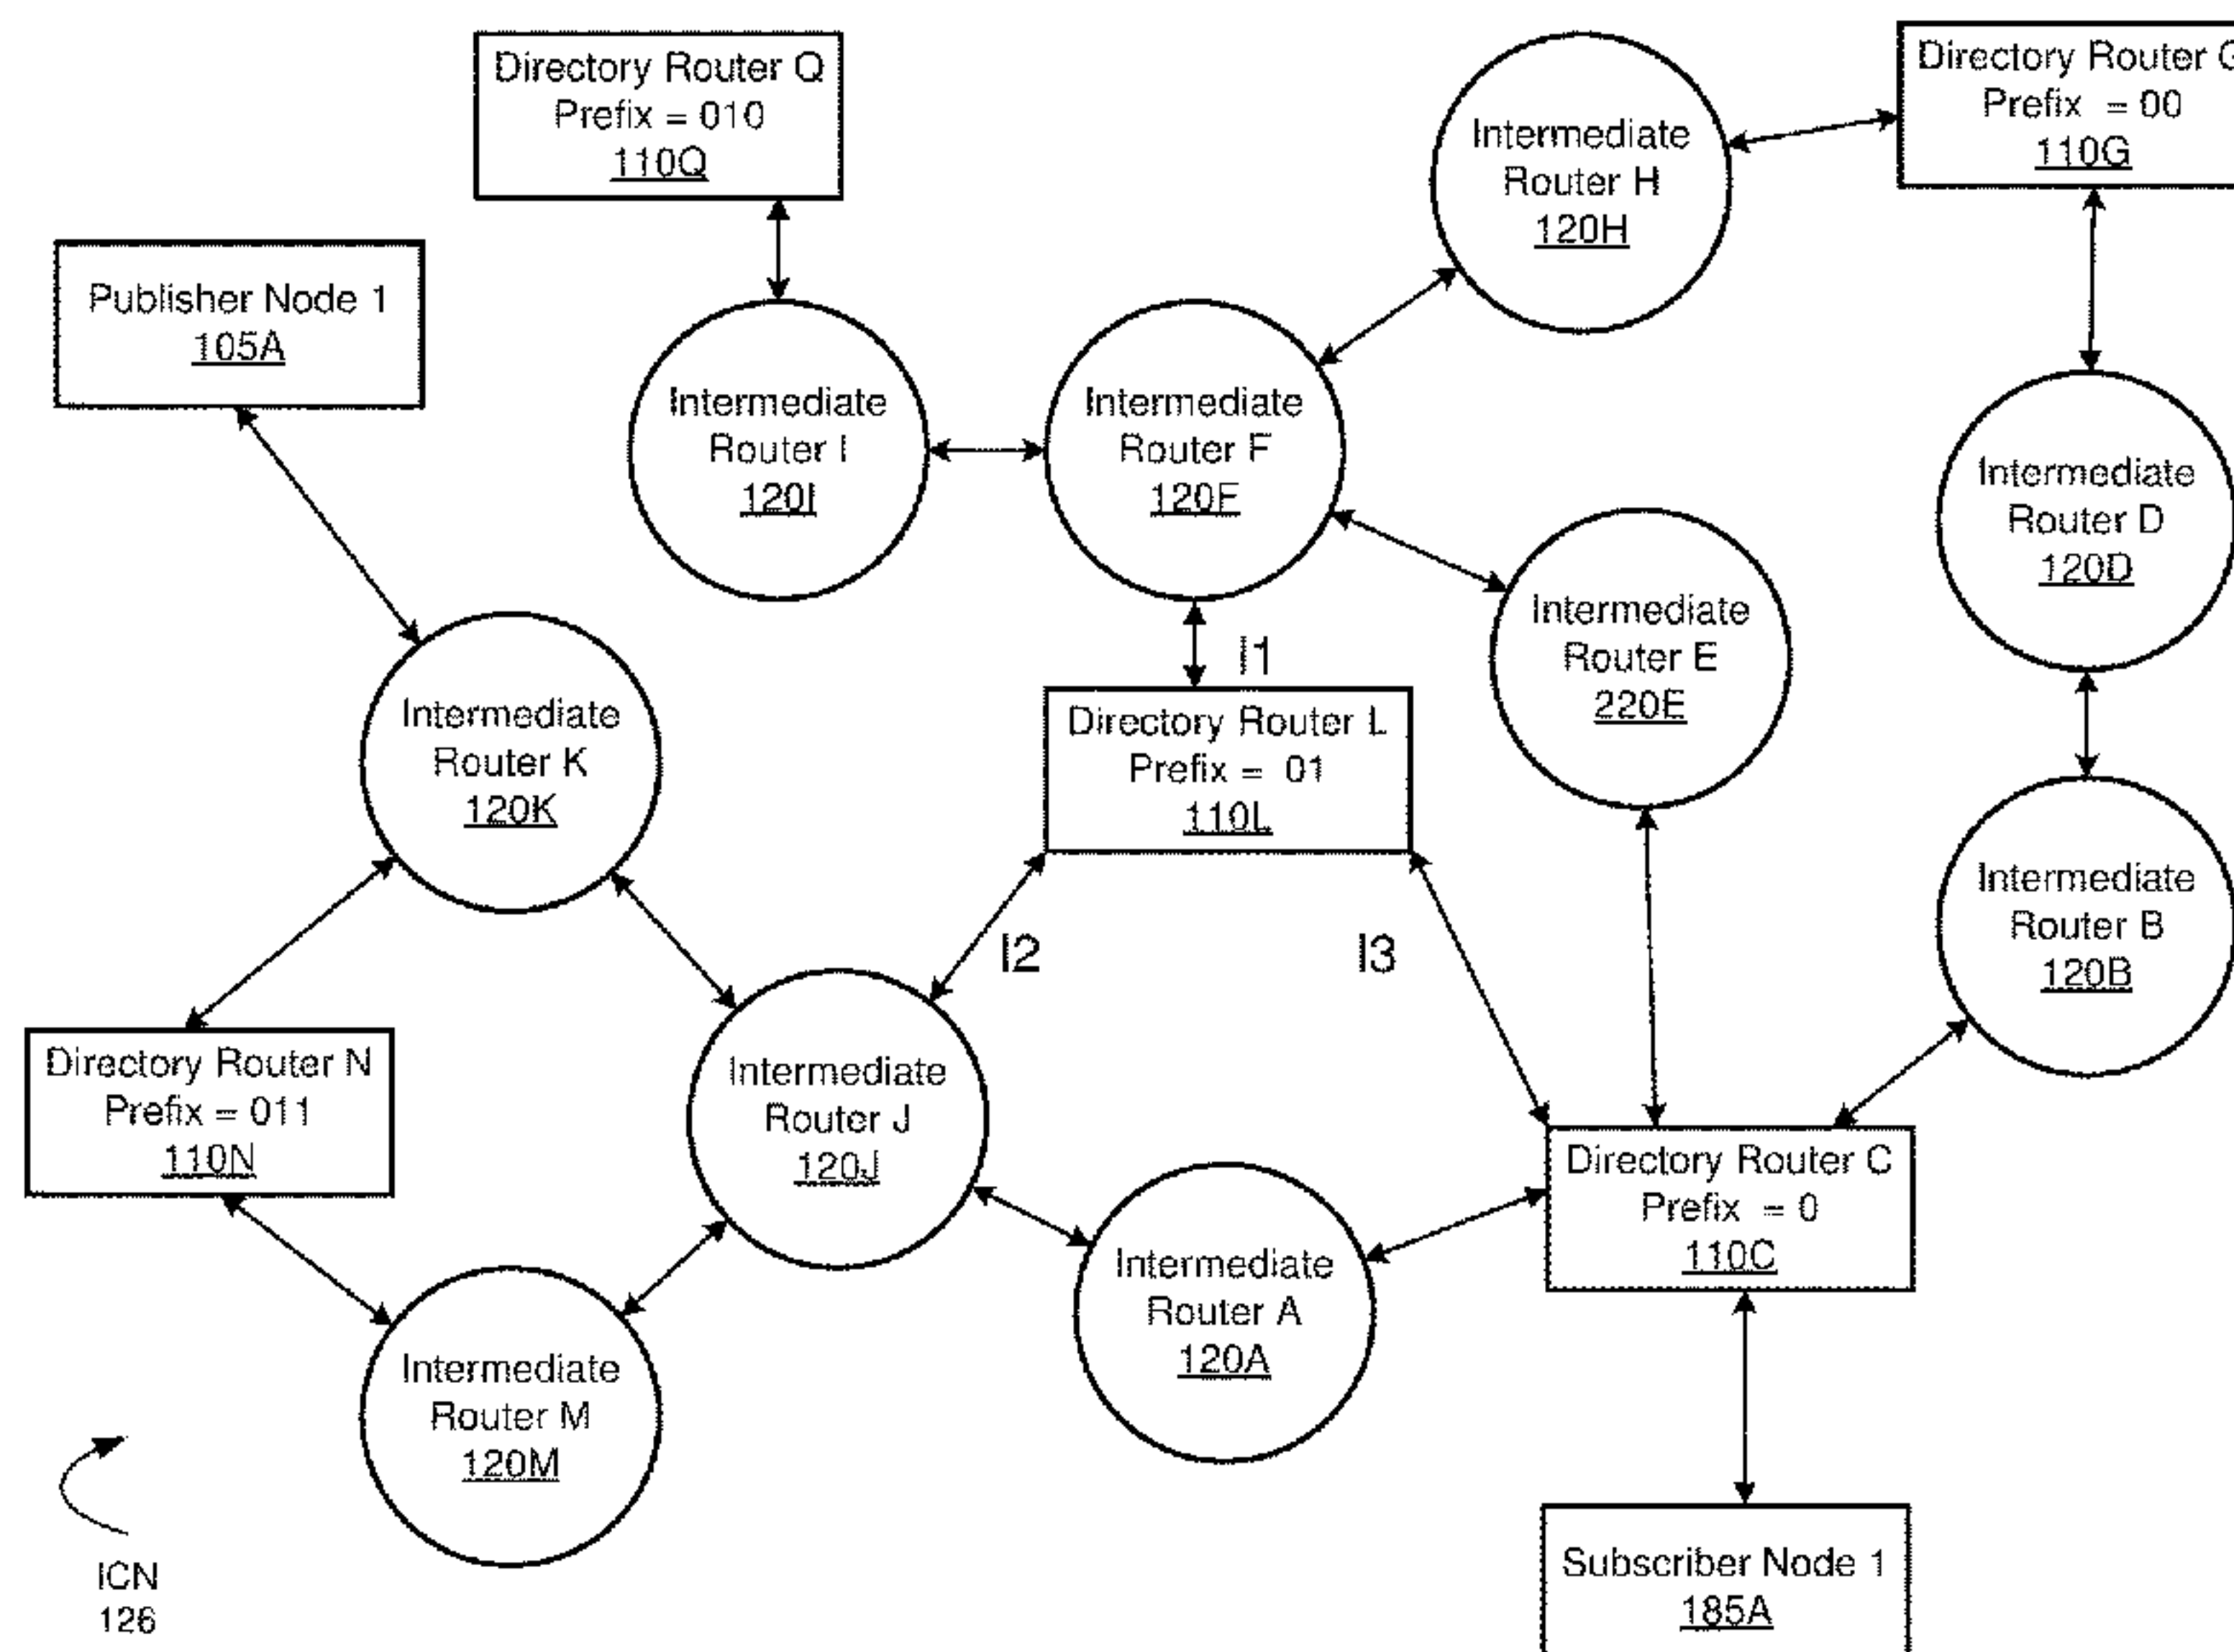 Directory Router Q
Prefix = 010
110Q
Intermediate
Router H
120H
Directory Router G
Prefix = 00
110G
Publisher Node 1
105A
Intermediate
Router I
120I
Intermediate
Router F
120F
Intermediate
Router D
120D
Intermediate
Router E
220E
I1
Intermediate
Router K
120K
Directory Router L
Prefix = 01
110L
Intermediate
Router B
120B
I2
I3
Directory Router N
Prefix = 011
110N
Intermediate
Router J
120J
Directory Router C
Prefix = 0
110C
Intermediate
Router A
120A
Intermediate
Router M
120M
Subscriber Node 1
185A
ICN
126